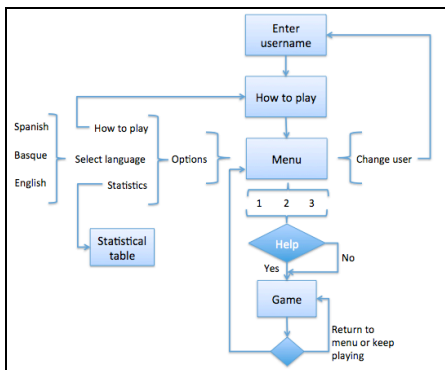 Enter
username
How to play
Spanish
Basque
English
How to play
Select language
Statistics
Options
Menu
Change user
1 2 3
Statistical
table
Help
Yes
No
Game
Return to
menu or keep
playing